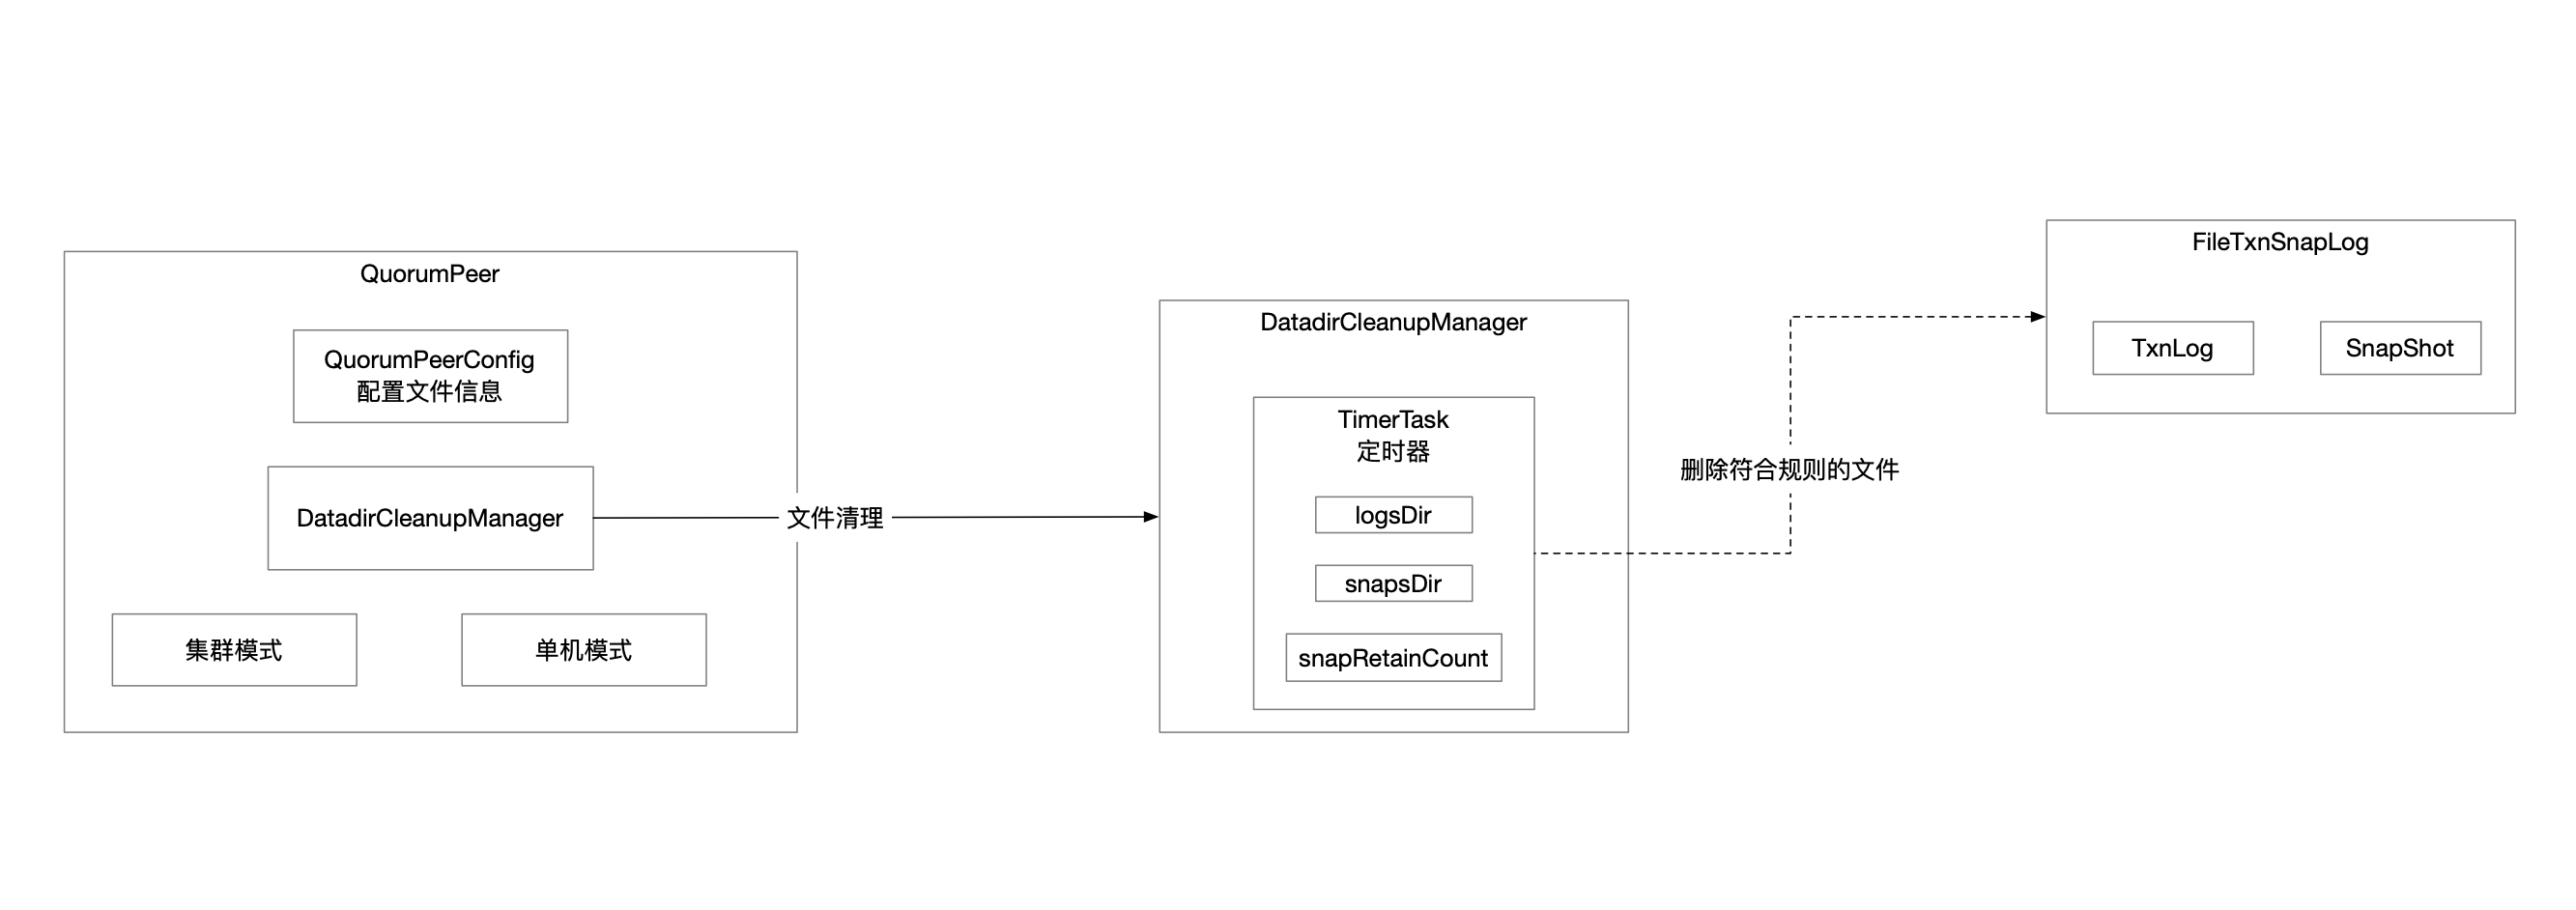 QuorumPeer
QuorumPeerConfig
配置文件信息
DatadirCleanupManager
集群模式
单机模式
文件清理
DatadirCleanupManager
TimerTask
定时器
logsDir
snapsDir
snapRetainCount
删除符合规则的文件
FileTxnSnapLog
TxnLog
SnapShot